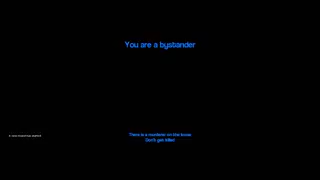 You are a bystander
There is a murderer on the loose
Don't get killed